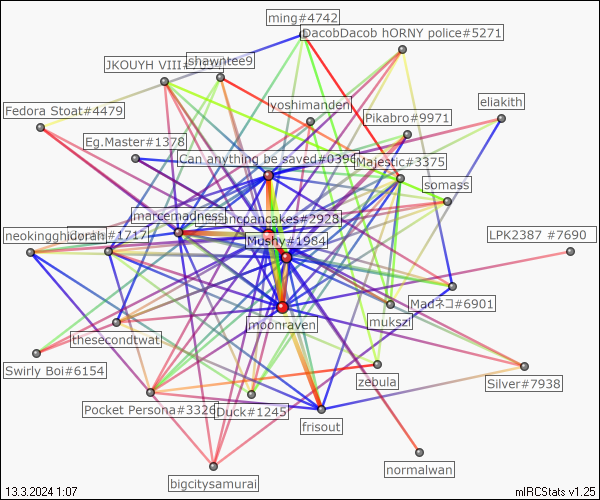 ming#4742
DacobDacob hORNY police#5271
JKOUYH VIII#
shawntee9
Fedora Stoat#4479
yoshimanden
eliakith
Pikabro#9971
Eg.Master#1378
Can anything be saved#0396
Majestic#3375
somass
marcemadness
ncpancakes#2928
neokingghidorah
#1717
Mushy#1984
LPK2387 #7690
Madネコ#6901
moonraven
mukszi
thesecondtwat
Swirly Boi#6154
zebula
Silver#7938
Pocket Persona#3326
Duck#1245
frisout
normalwan
bigcitysamurai
13.3.2024 1:07
mIRCStats v1.25